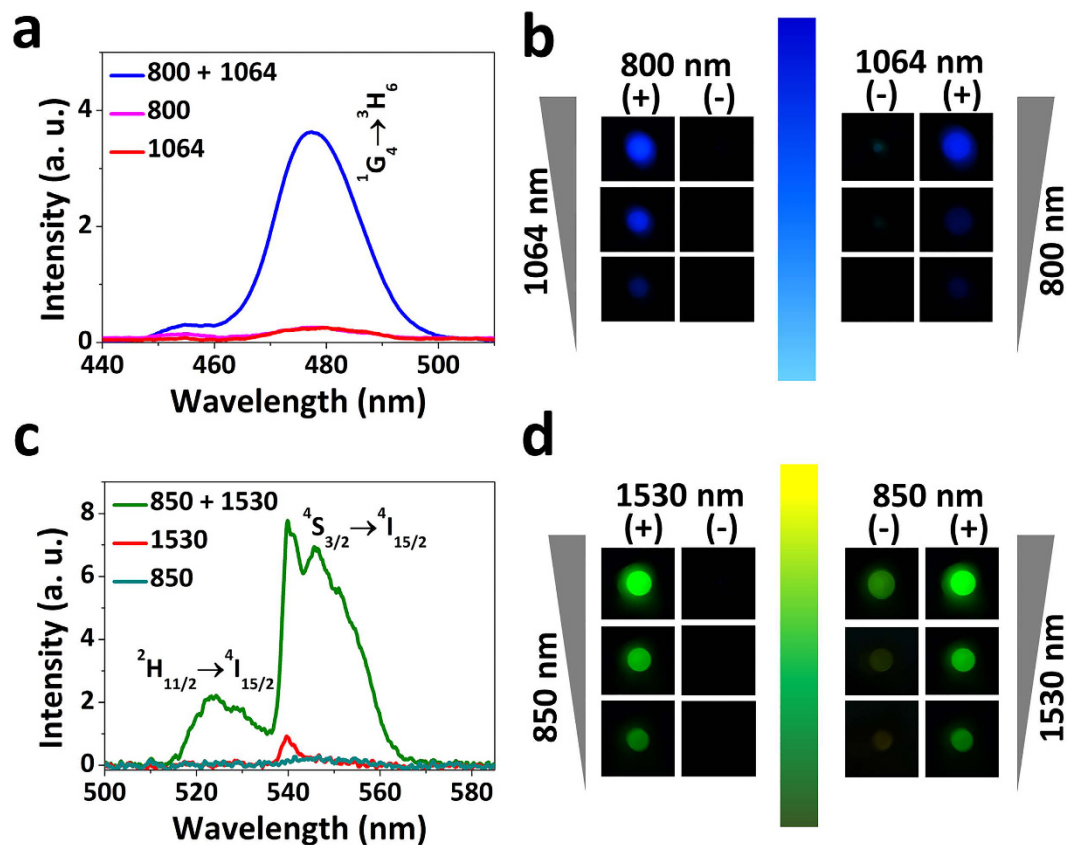 a
800 + 1064
800
1064
¹G₄→³H₆
4
2
0
Intensity (a. u.)
440 460 480 500
Wavelength (nm)
b
800 nm
(+) (-)
1064 nm
(-) (+)
1064 nm
800 nm
c
850 + 1530
1530
850
⁴S₃/₂→⁴I₁₅/₂
²H₁₁/₂→⁴I₁₅/₂
8
6
4
2
0
Intensity (a. u.)
500 520 540 560 580
Wavelength (nm)
d
1530 nm
(+) (-)
850 nm
(-) (+)
850 nm
1530 nm